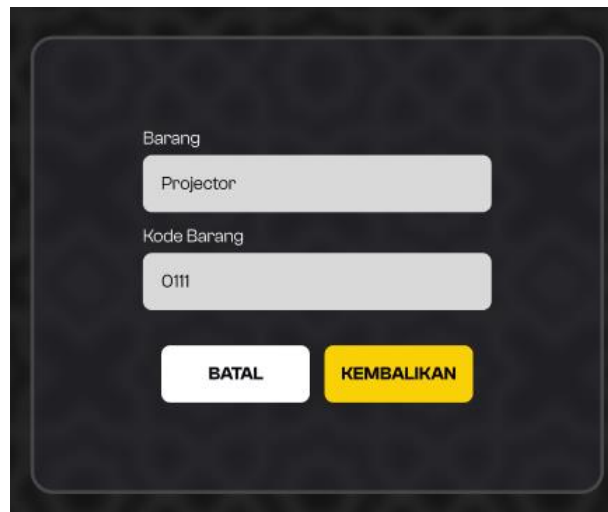 Barang
Projector
Kode Barang
0111
BATAL
KEMBALIKAN